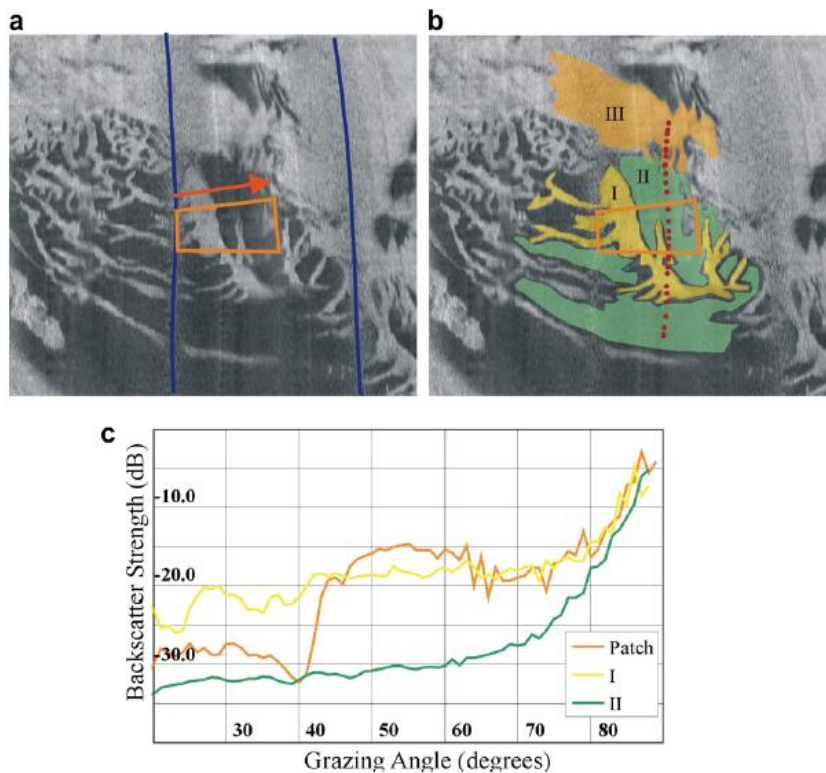 a
b
III
II
I
c
Backscatter Strength (dB)
-10.0
-20.0
-30.0
Patch
I
II
30 40 50 60 70 80
Grazing Angle (degrees)